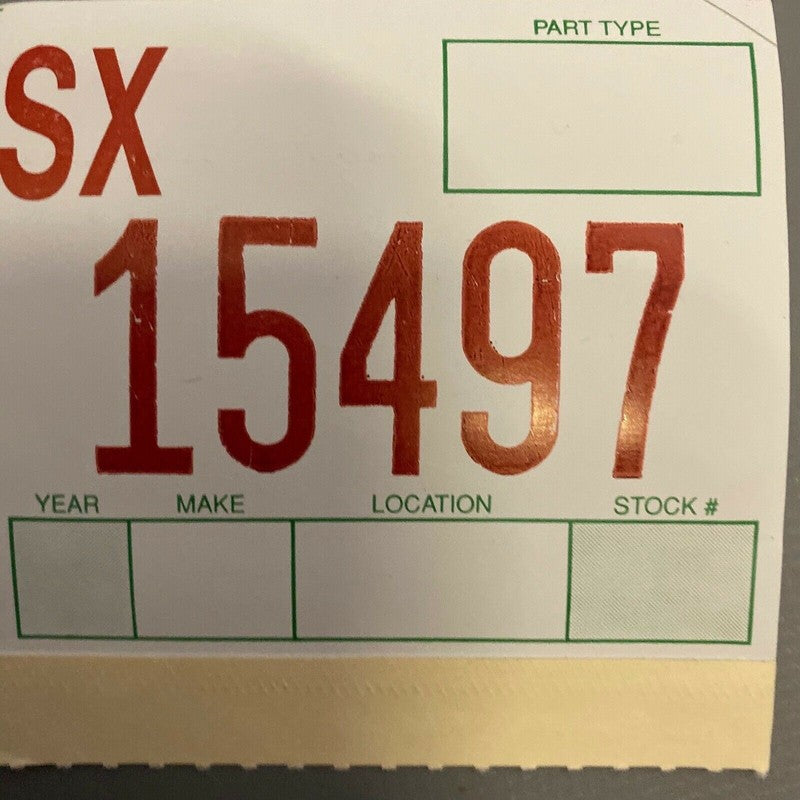 PART TYPE
SX
15497
YEAR MAKE LOCATION STOCK #